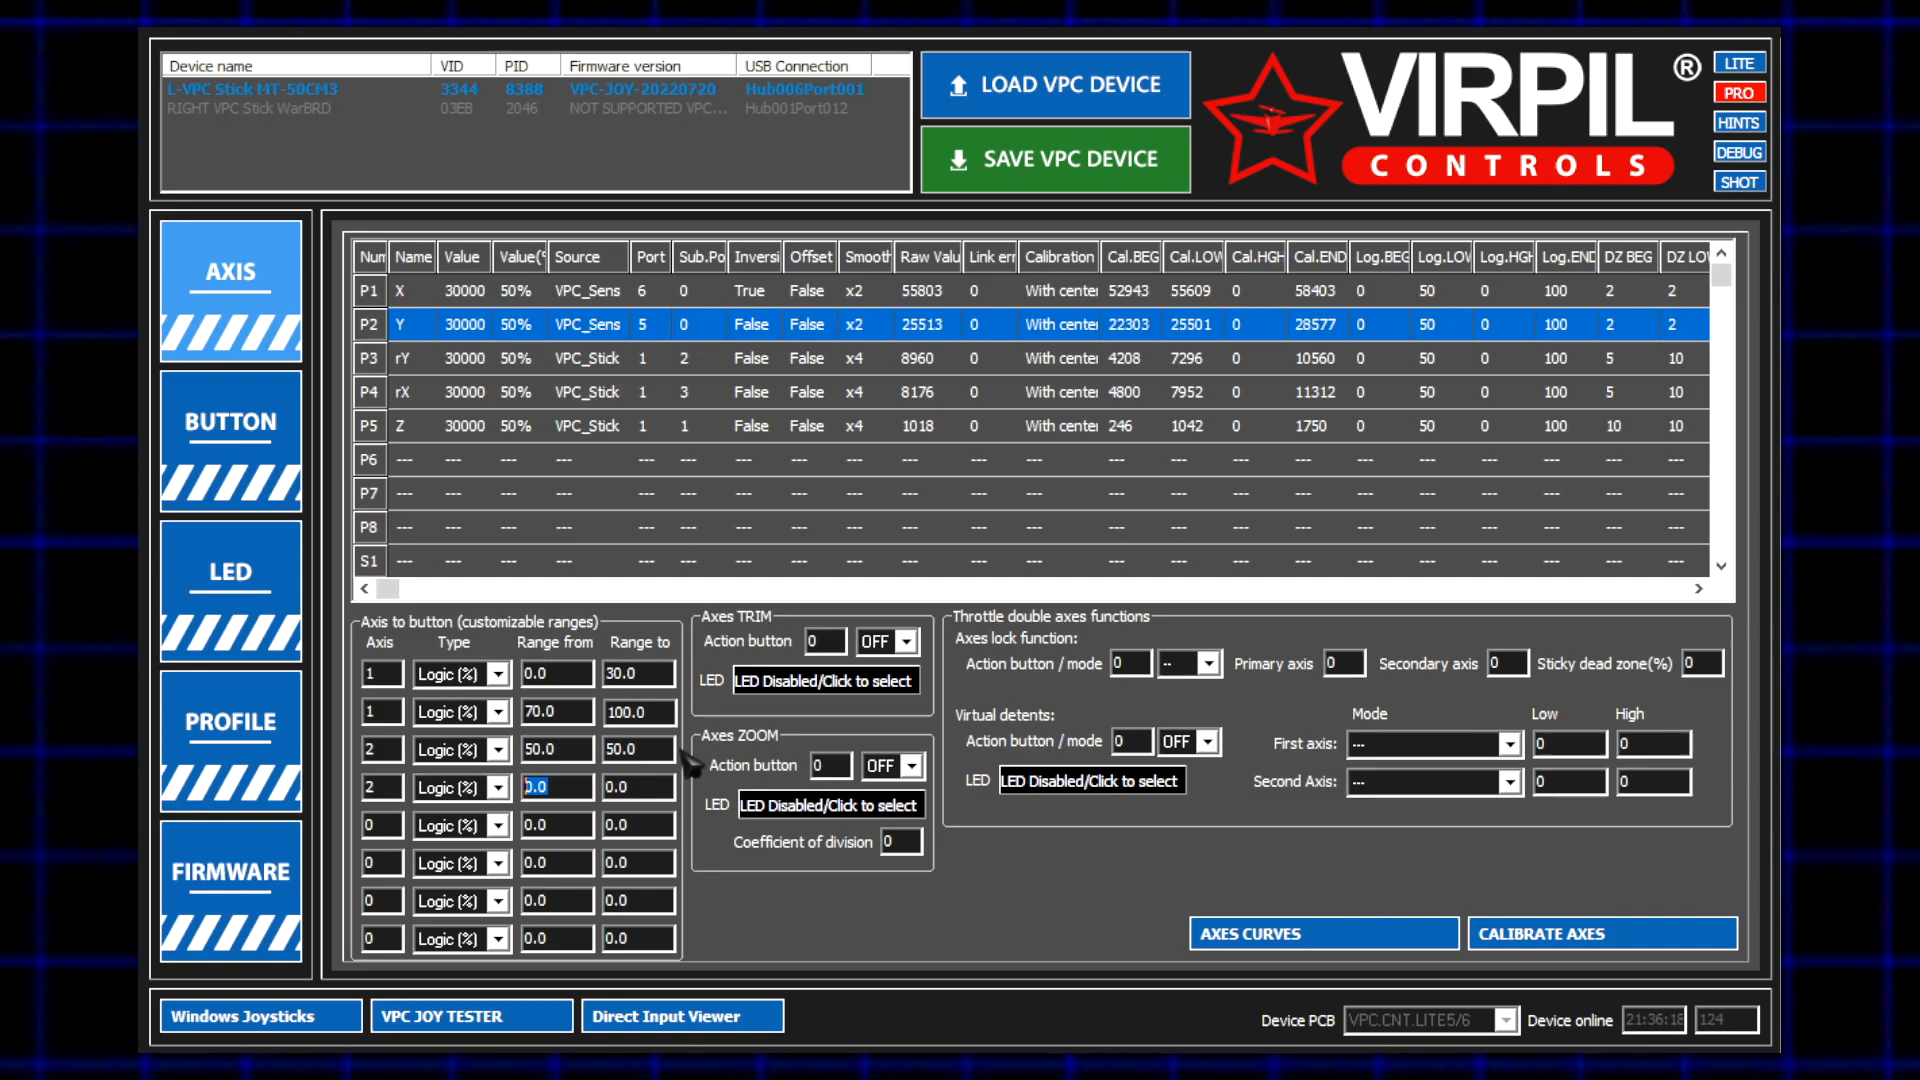 Device name VID PID Firmware version USB Connection
L-VPC Stick MT-50CM3 3344 8388 VPC-JOY-20220720 Hub006Port001
RIGHT VPC Stick WarBRD 03EB 2046 NOT SUPPORTED VPC... Hub001Port012
LOAD VPC DEVICE
SAVE VPC DEVICE
VIRPIL ®
CONTROLS
LITE
PRO
HINTS
DEBUG
SHOT
AXIS
BUTTON
LED
PROFILE
FIRMWARE
Num Name Value Value(% Source Port Sub.Po Inversi Offset Smooth Raw Valu Link err Calibration Cal.BEG Cal.LOW Cal.HGH Cal.END Log.BEG Log.LOW Log.HGH Log.END DZ BEG DZ LO
P1 X 30000 50% VPC_Sens 6 0 True False x2 55803 0 With center 52943 55609 0 58403 0 50 0 100 2 2
P2 Y 30000 50% VPC_Sens 5 0 False False x2 25513 0 With center 22303 25501 0 28577 0 50 0 100 2 2
P3 rY 30000 50% VPC_Stick 1 2 False False x4 8960 0 With center 4208 7296 0 10560 0 50 0 100 5 10
P4 rX 30000 50% VPC_Stick 1 3 False False x4 8176 0 With center 4800 7952 0 11312 0 50 0 100 5 10
P5 Z 30000 50% VPC_Stick 1 1 False False x4 1018 0 With center 246 1042 0 1750 0 50 0 100 10 10
P6 --- --- --- --- --- --- --- --- --- --- --- --- --- --- --- --- --- --- --- --- --- ---
P7 --- --- --- --- --- --- --- --- --- --- --- --- --- --- --- --- --- --- --- --- --- ---
P8 --- --- --- --- --- --- --- --- --- --- --- --- --- --- --- --- --- --- --- --- --- ---
S1 --- --- --- --- --- --- --- --- --- --- --- --- --- --- --- --- --- --- --- --- --- ---
Axis to button (customizable ranges)
Axis Type Range from Range to
1 Logic (%) 0.0 30.0
1 Logic (%) 70.0 100.0
2 Logic (%) 50.0 50.0
2 Logic (%) 0.0 0.0
0 Logic (%) 0.0 0.0
0 Logic (%) 0.0 0.0
0 Logic (%) 0.0 0.0
0 Logic (%) 0.0 0.0
Axes TRIM
Action button 0 OFF
LED LED Disabled/Click to select
Axes ZOOM
Action button 0 OFF
LED LED Disabled/Click to select
Coefficient of division 0
Throttle double axes functions
Axes lock function:
Action button / mode 0 -- Primary axis 0 Secondary axis 0 Sticky dead zone(%) 0
Virtual detents: Mode Low High
Action button / mode 0 OFF First axis: --- 0 0
LED LED Disabled/Click to select Second Axis: --- 0 0
AXES CURVES
CALIBRATE AXES
Windows Joysticks
VPC JOY TESTER
Direct Input Viewer
Device PCB VPC.CNT.LITE5/6 Device online 21:36:18 124